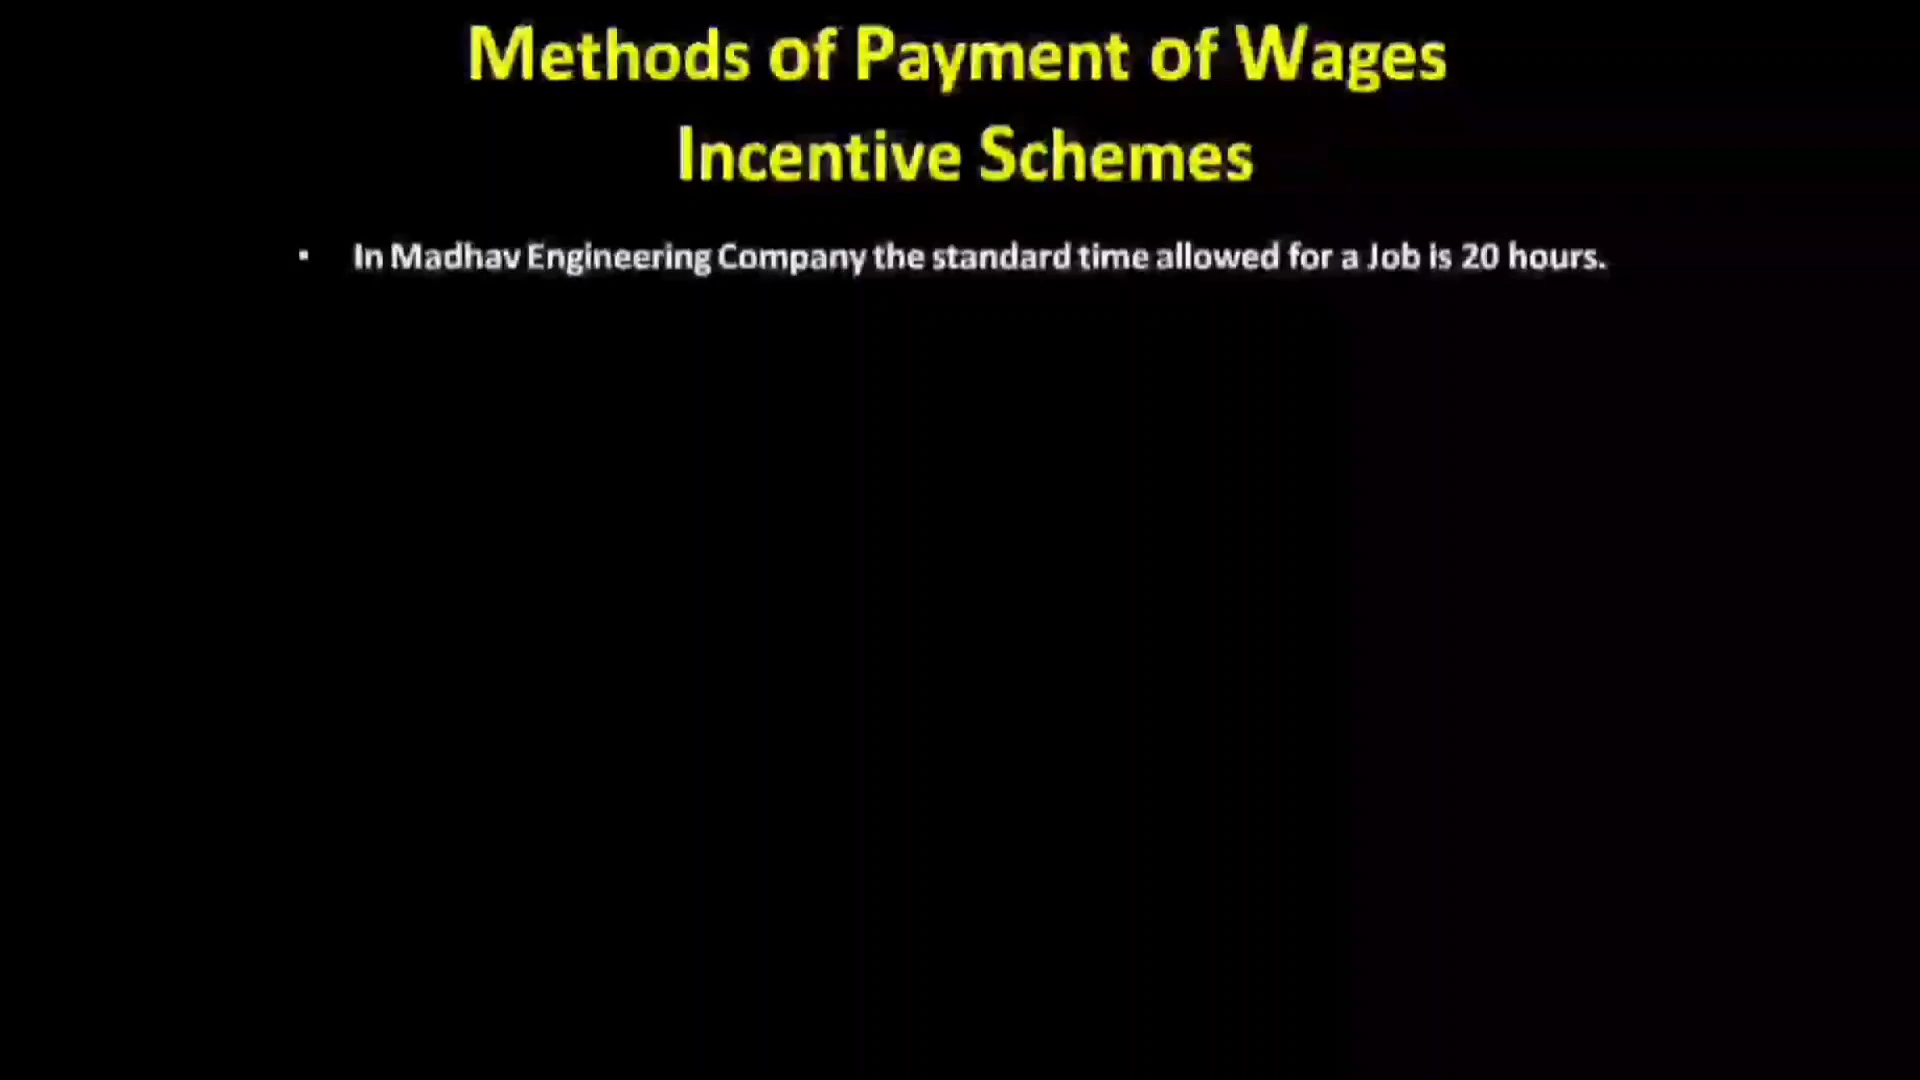 Methods of Payment of Wages
Incentive Schemes
• In Madhav Engineering Company the standard time allowed for a Job is 20 hours.